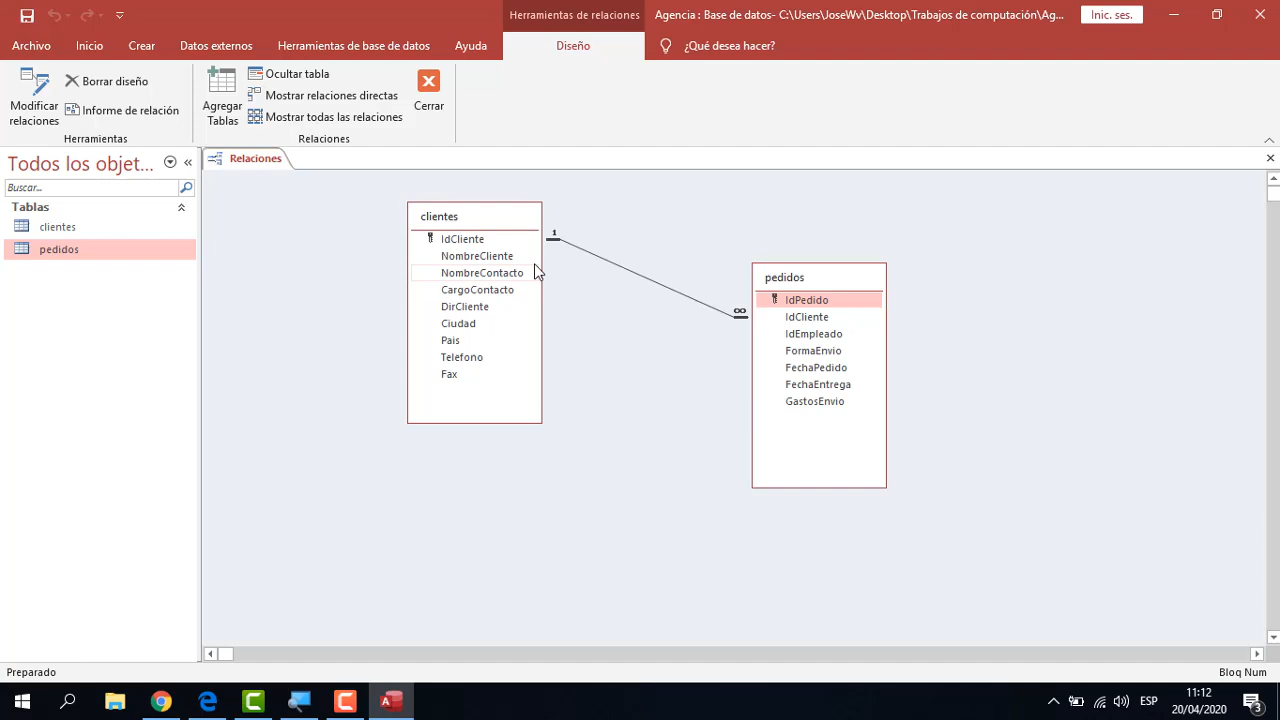 Herramientas de relaciones
Agencia : Base de datos- C:\Users\JoseWv\Desktop\Trabajos de computación\Ag...
Inic. ses.
Archivo
Inicio
Crear
Datos externos
Herramientas de base de datos
Ayuda
Diseño
¿Qué desea hacer?
Modificar
relaciones
Borrar diseño
Informe de relación
Herramientas
Agregar
Tablas
Ocultar tabla
Mostrar relaciones directas
Mostrar todas las relaciones
Cerrar
Relaciones
Todos los objet...
Buscar...
Tablas
clientes
pedidos
Relaciones
clientes
IdCliente
NombreCliente
NombreContacto
CargoContacto
DirCliente
Ciudad
Pais
Telefono
Fax
1
∞
pedidos
IdPedido
IdCliente
IdEmpleado
FormaEnvio
FechaPedido
FechaEntrega
GastosEnvio
Preparado
Bloq Num
ESP
11:12
20/04/2020
3